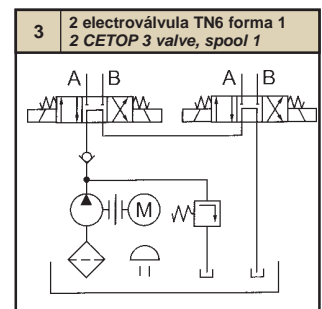 3
2 electroválvula TN6 forma 1
2 CETOP 3 valve, spool 1
A B A B
M